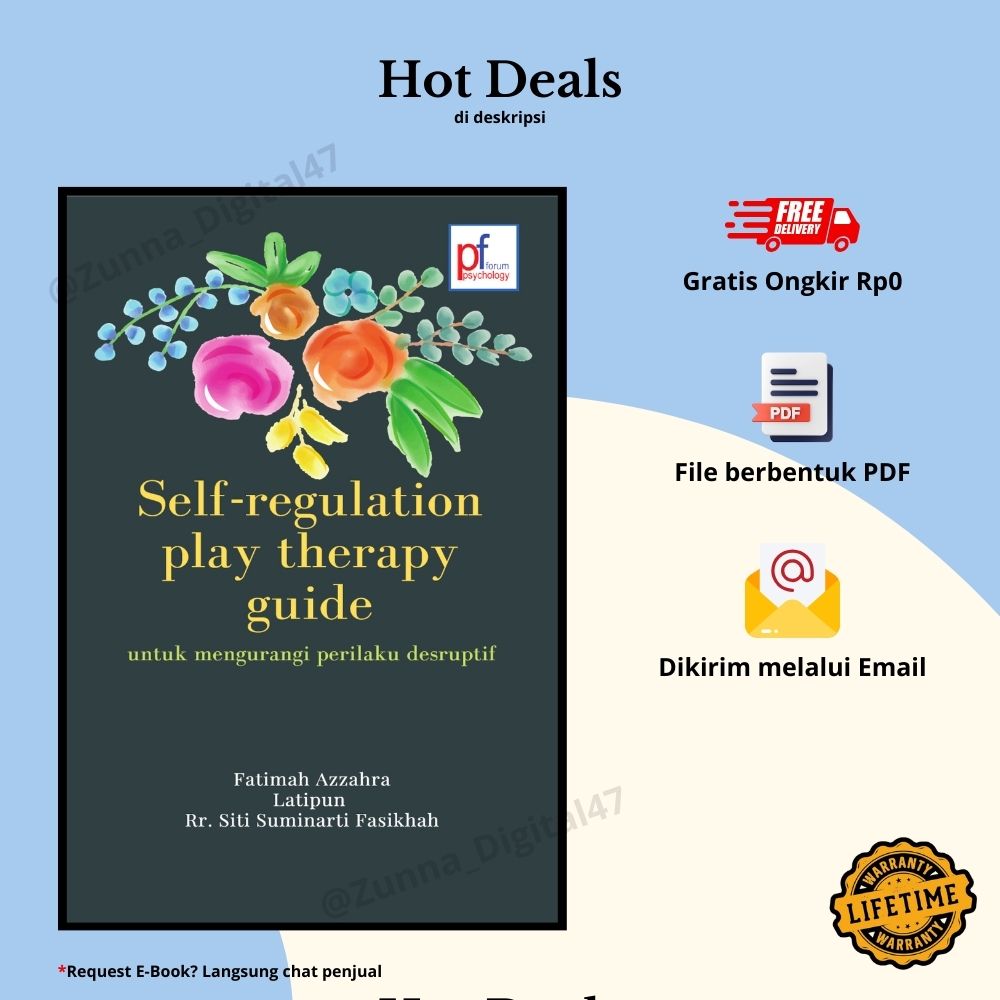 Hot Deals
di deskripsi
@Zunna_Digital47
pf
forum
psychology
Self-regulation
play therapy
guide
untuk mengurangi perilaku desruptif
Fatimah Azzahra
Latipun
Rr. Siti Suminarti Fasikhah
@Zunna_Digital47
FREE
DELIVERY
Gratis Ongkir Rp0
PDF
File berbentuk PDF
@
Dikirim melalui Email
WARRANTY
LIFETIME
WARRANTY
*Request E-Book? Langsung chat penjual
Hot Deals